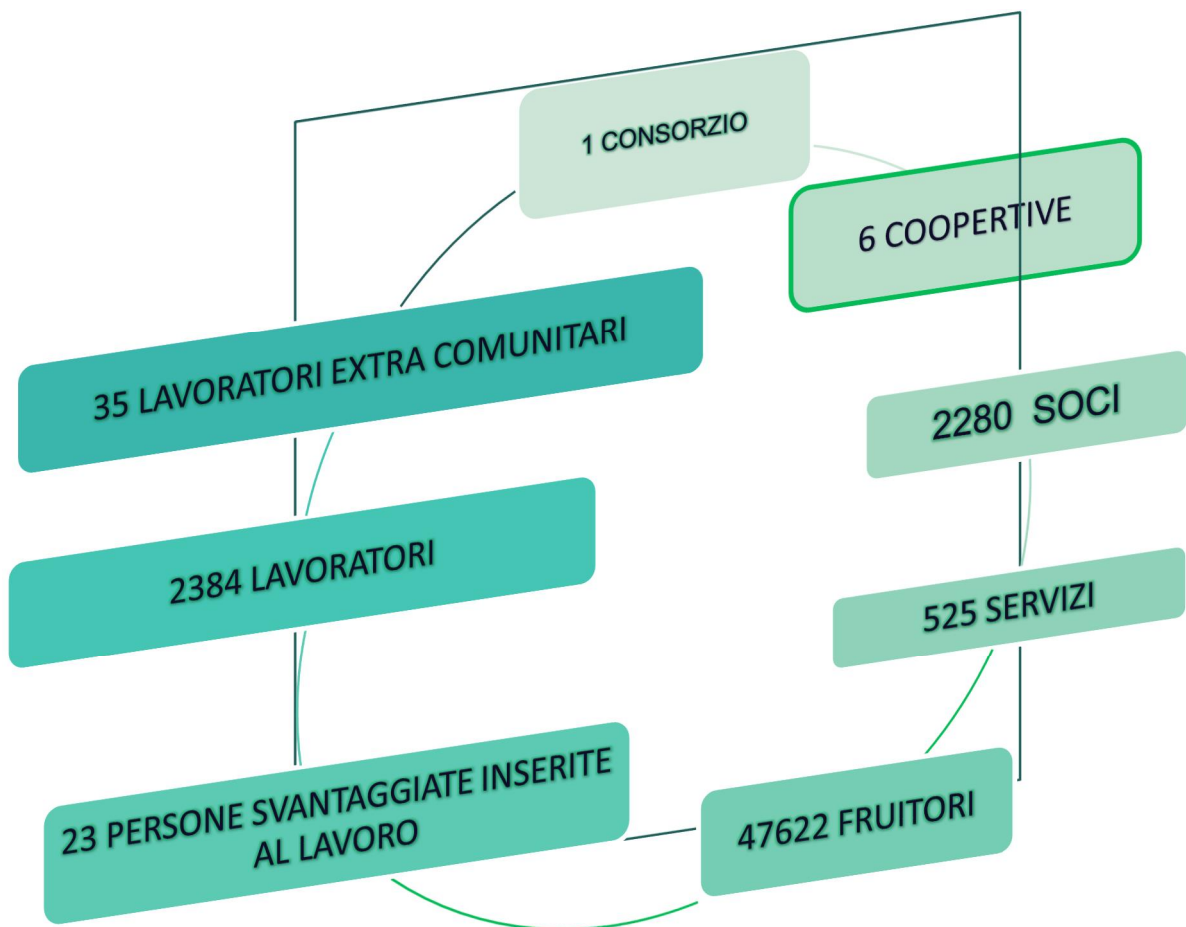 1 CONSORZIO
6 COOPERTIVE
2280 SOCI
525 SERVIZI
47622 FRUITORI
23 PERSONE SVANTAGGIATE INSERITE
AL LAVORO
2384 LAVORATORI
35 LAVORATORI EXTRA COMUNITARI